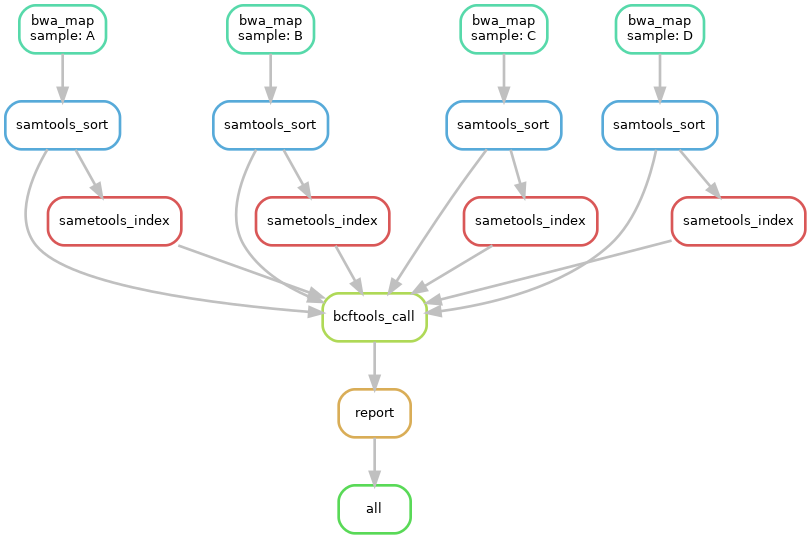 bwa_map
sample: A
bwa_map
sample: B
bwa_map
sample: C
bwa_map
sample: D
samtools_sort
samtools_sort
samtools_sort
samtools_sort
sametools_index
sametools_index
sametools_index
sametools_index
bcftools_call
report
all